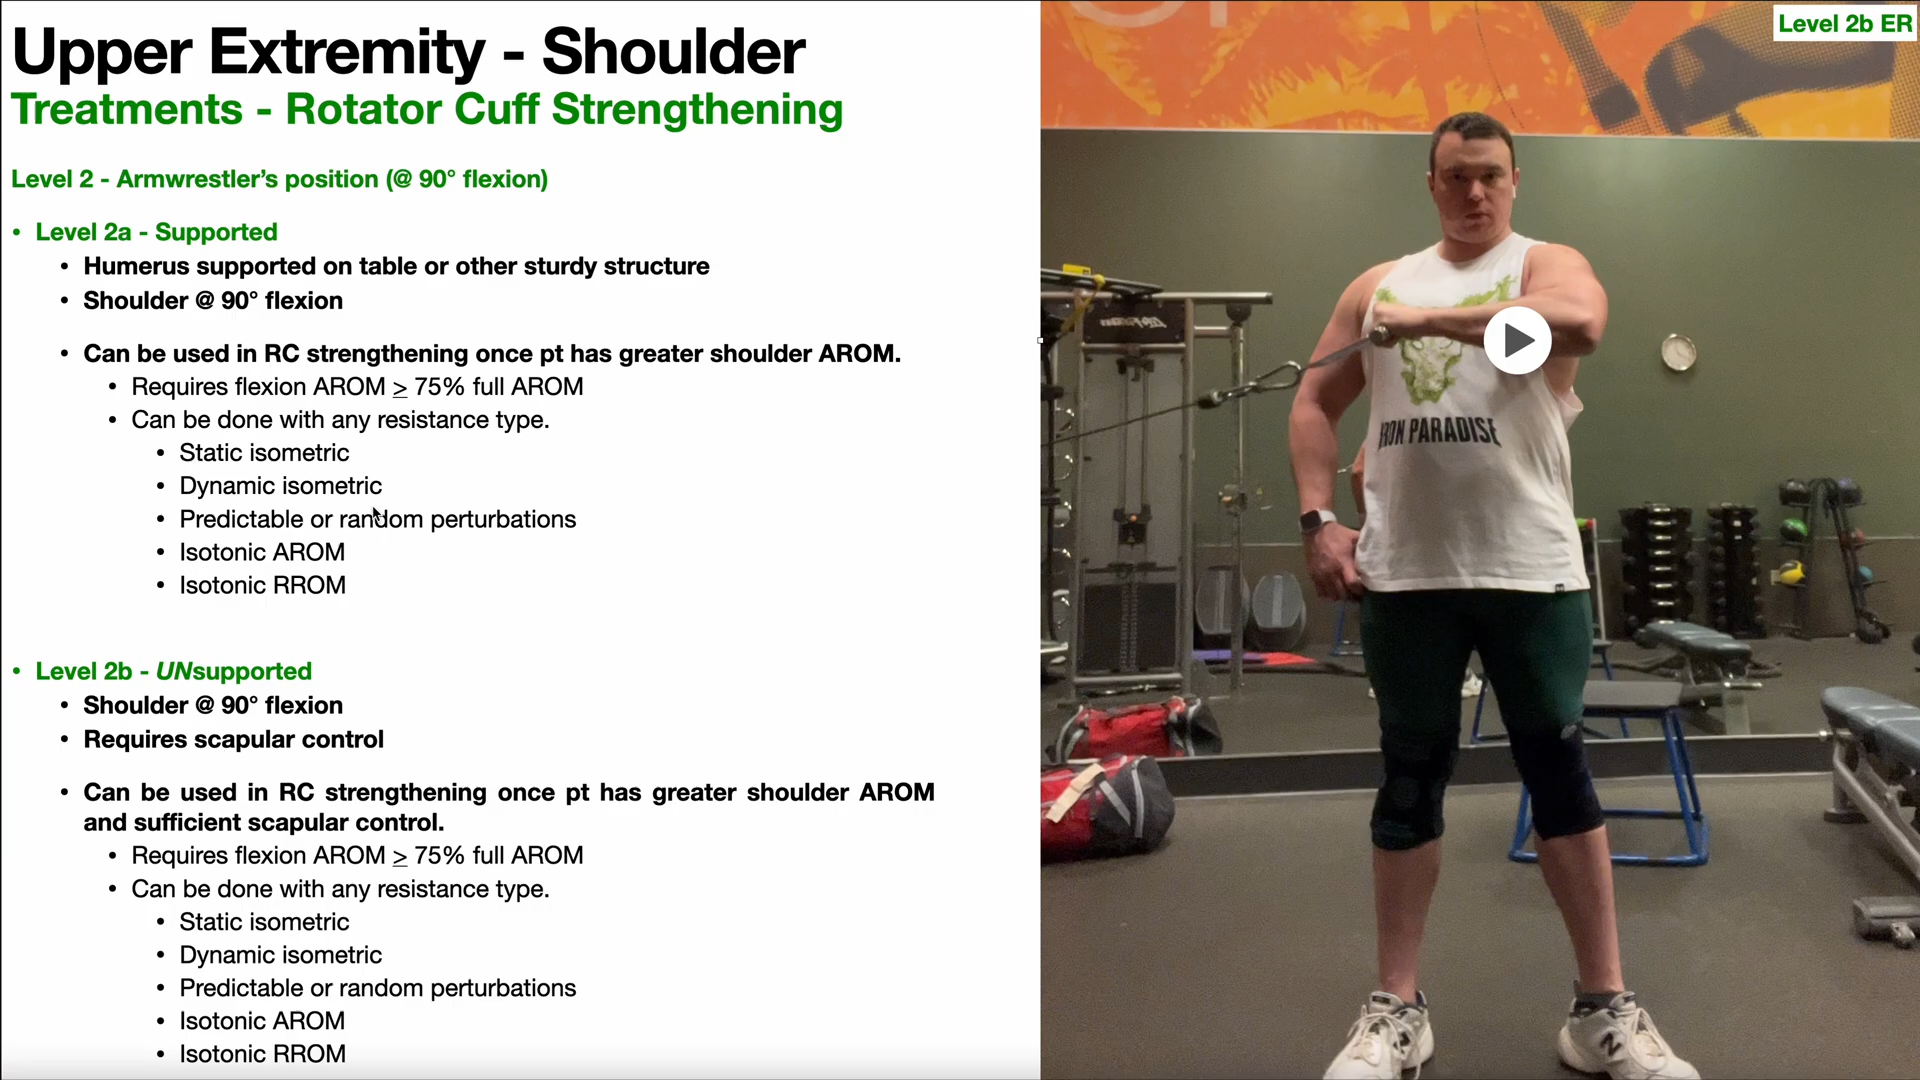 Upper Extremity - Shoulder
Treatments - Rotator Cuff Strengthening
Level 2 - Armwrestler's position (@ 90° flexion)
• Level 2a - Supported
• Humerus supported on table or other sturdy structure
• Shoulder @ 90° flexion
• Can be used in RC strengthening once pt has greater shoulder AROM.
• Requires flexion AROM ≥ 75% full AROM
• Can be done with any resistance type.
• Static isometric
• Dynamic isometric
• Predictable or random perturbations
• Isotonic AROM
• Isotonic RROM
• Level 2b - UNsupported
• Shoulder @ 90° flexion
• Requires scapular control
• Can be used in RC strengthening once pt has greater shoulder AROM
and sufficient scapular control.
• Requires flexion AROM ≥ 75% full AROM
• Can be done with any resistance type.
• Static isometric
• Dynamic isometric
• Predictable or random perturbations
• Isotonic AROM
• Isotonic RROM
Level 2b ER
IRON PARADISE
N